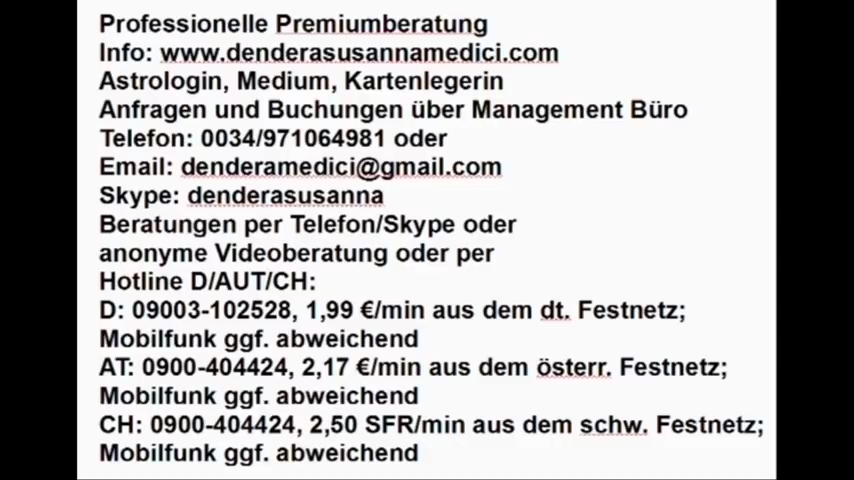 Professionelle Premiumberatung
Info: www.denderasusannamedici.com
Astrologin, Medium, Kartenlegerin
Anfragen und Buchungen über Management Büro
Telefon: 0034/971064981 oder
Email: denderamedici@gmail.com
Skype: denderasusanna
Beratungen per Telefon/Skype oder
anonyme Videoberatung oder per
Hotline D/AUT/CH:
D: 09003-102528, 1,99 €/min aus dem dt. Festnetz;
Mobilfunk ggf. abweichend
AT: 0900-404424, 2,17 €/min aus dem österr. Festnetz;
Mobilfunk ggf. abweichend
CH: 0900-404424, 2,50 SFR/min aus dem schw. Festnetz;
Mobilfunk ggf. abweichend